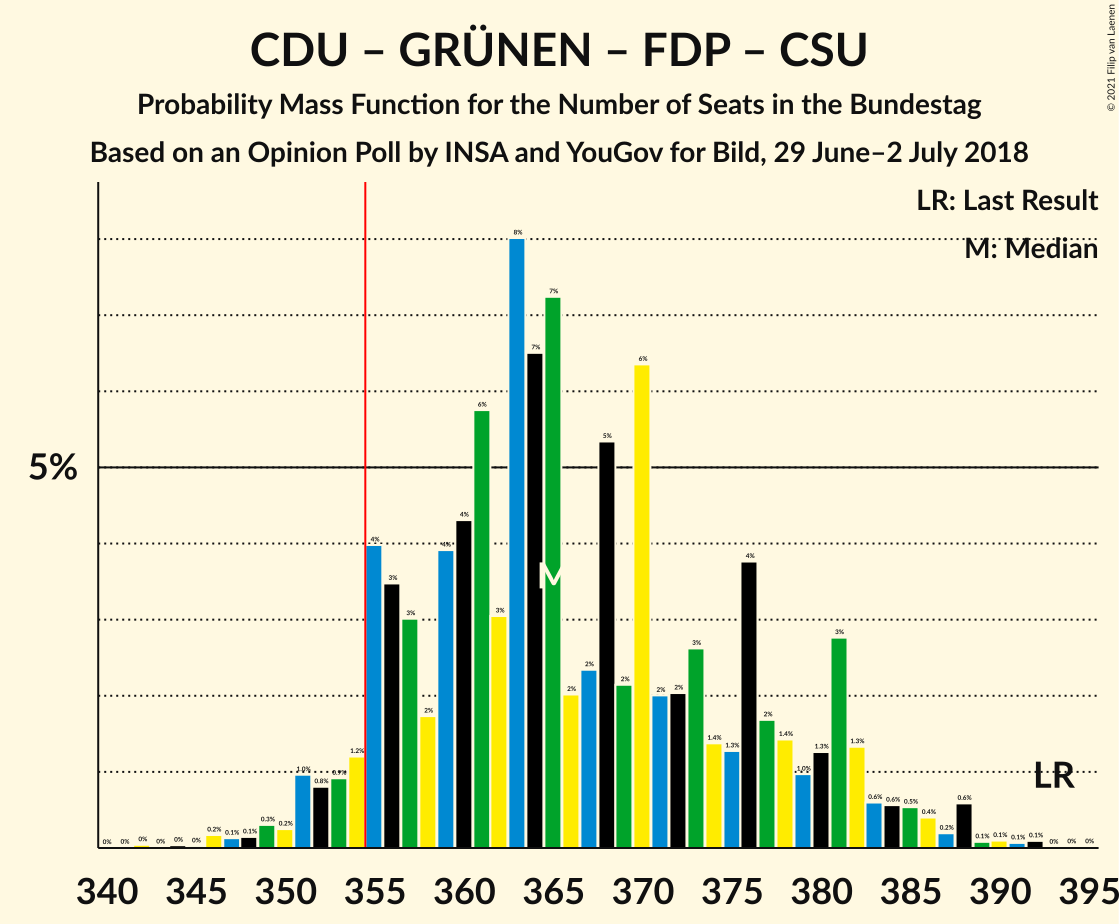 CDU – GRÜNEN – FDP – CSU
Probability Mass Function for the Number of Seats in the Bundestag
Based on an Opinion Poll by INSA and YouGov for Bild, 29 June–2 July 2018
© 2021 Filip van Laenen
LR: Last Result
M: Median
5%
0% 0% 0% 0% 0% 0% 0.2% 0.1% 0.1% 0.3% 0.2% 1.0% 0.8% 0.9% 1.2% 4% 3% 3% 2% 4% 4% 6% 3% 8% 7% 7% 2% 2% 5% 2% 6% 2% 2% 3% 1.4% 1.3% 4% 2% 1.4% 1.0% 1.3% 3% 1.3% 0.6% 0.6% 0.5% 0.4% 0.2% 0.6% 0.1% 0.1% 0.1% 0.1% 0% 0% 0%
M
LR
340 345 350 355 360 365 370 375 380 385 390 395